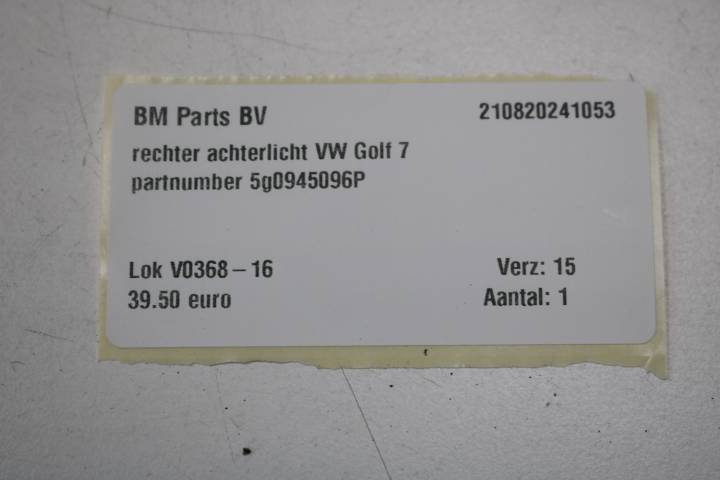 BM Parts BV 210820241053
rechter achterlicht VW Golf 7
partnumber 5g0945096P
Lok V0368-16 Verz: 15
39.50 euro Aantal: 1